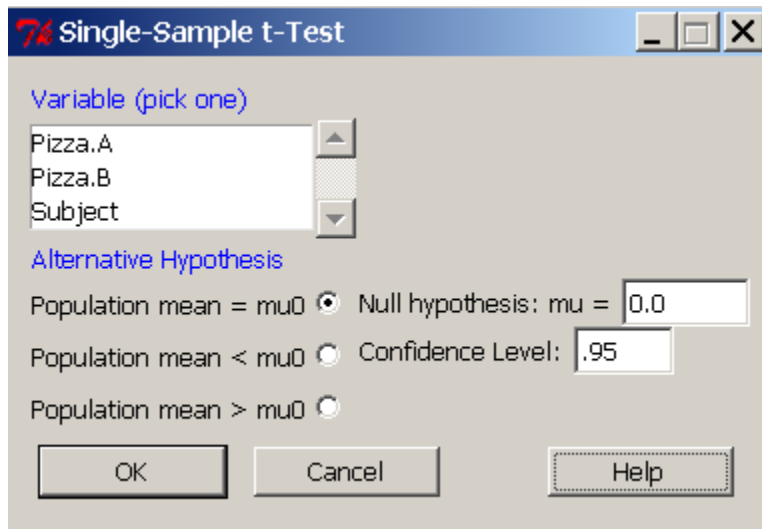 Single-Sample t-Test
Variable (pick one)
Pizza.A
Pizza.B
Subject
Alternative Hypothesis
Population mean = mu0 Null hypothesis: mu = 0.0
Population mean < mu0 Confidence Level: .95
Population mean > mu0
OK Cancel Help